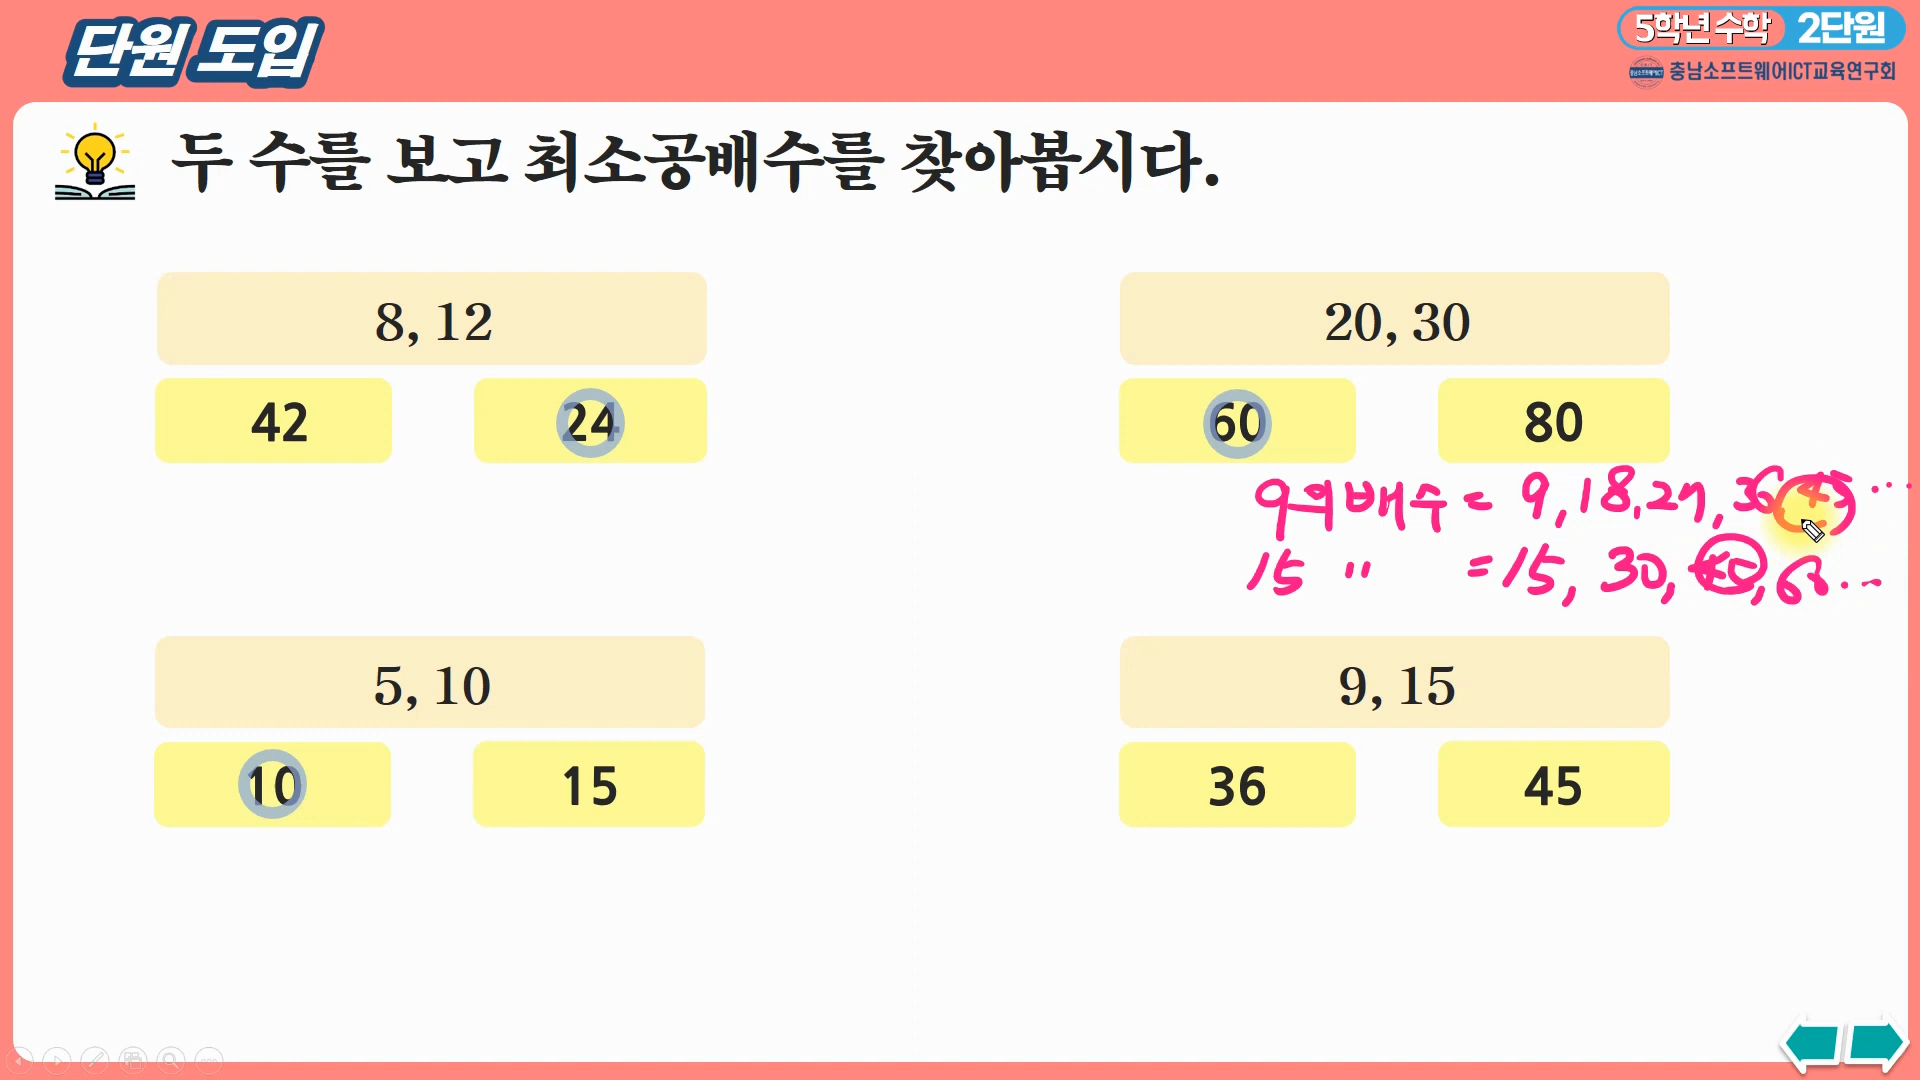 단원 도입
5학년 수학 2단원
충남소프트웨어ICT교육연구회
두 수를 보고 최소공배수를 찾아봅시다.
8, 12
42 24
20, 30
60 80
9의 배수 = 9, 18, 27, 36, 45 ...
15 〃 = 15, 30, 45, 60 ...
5, 10
10 15
9, 15
36 45